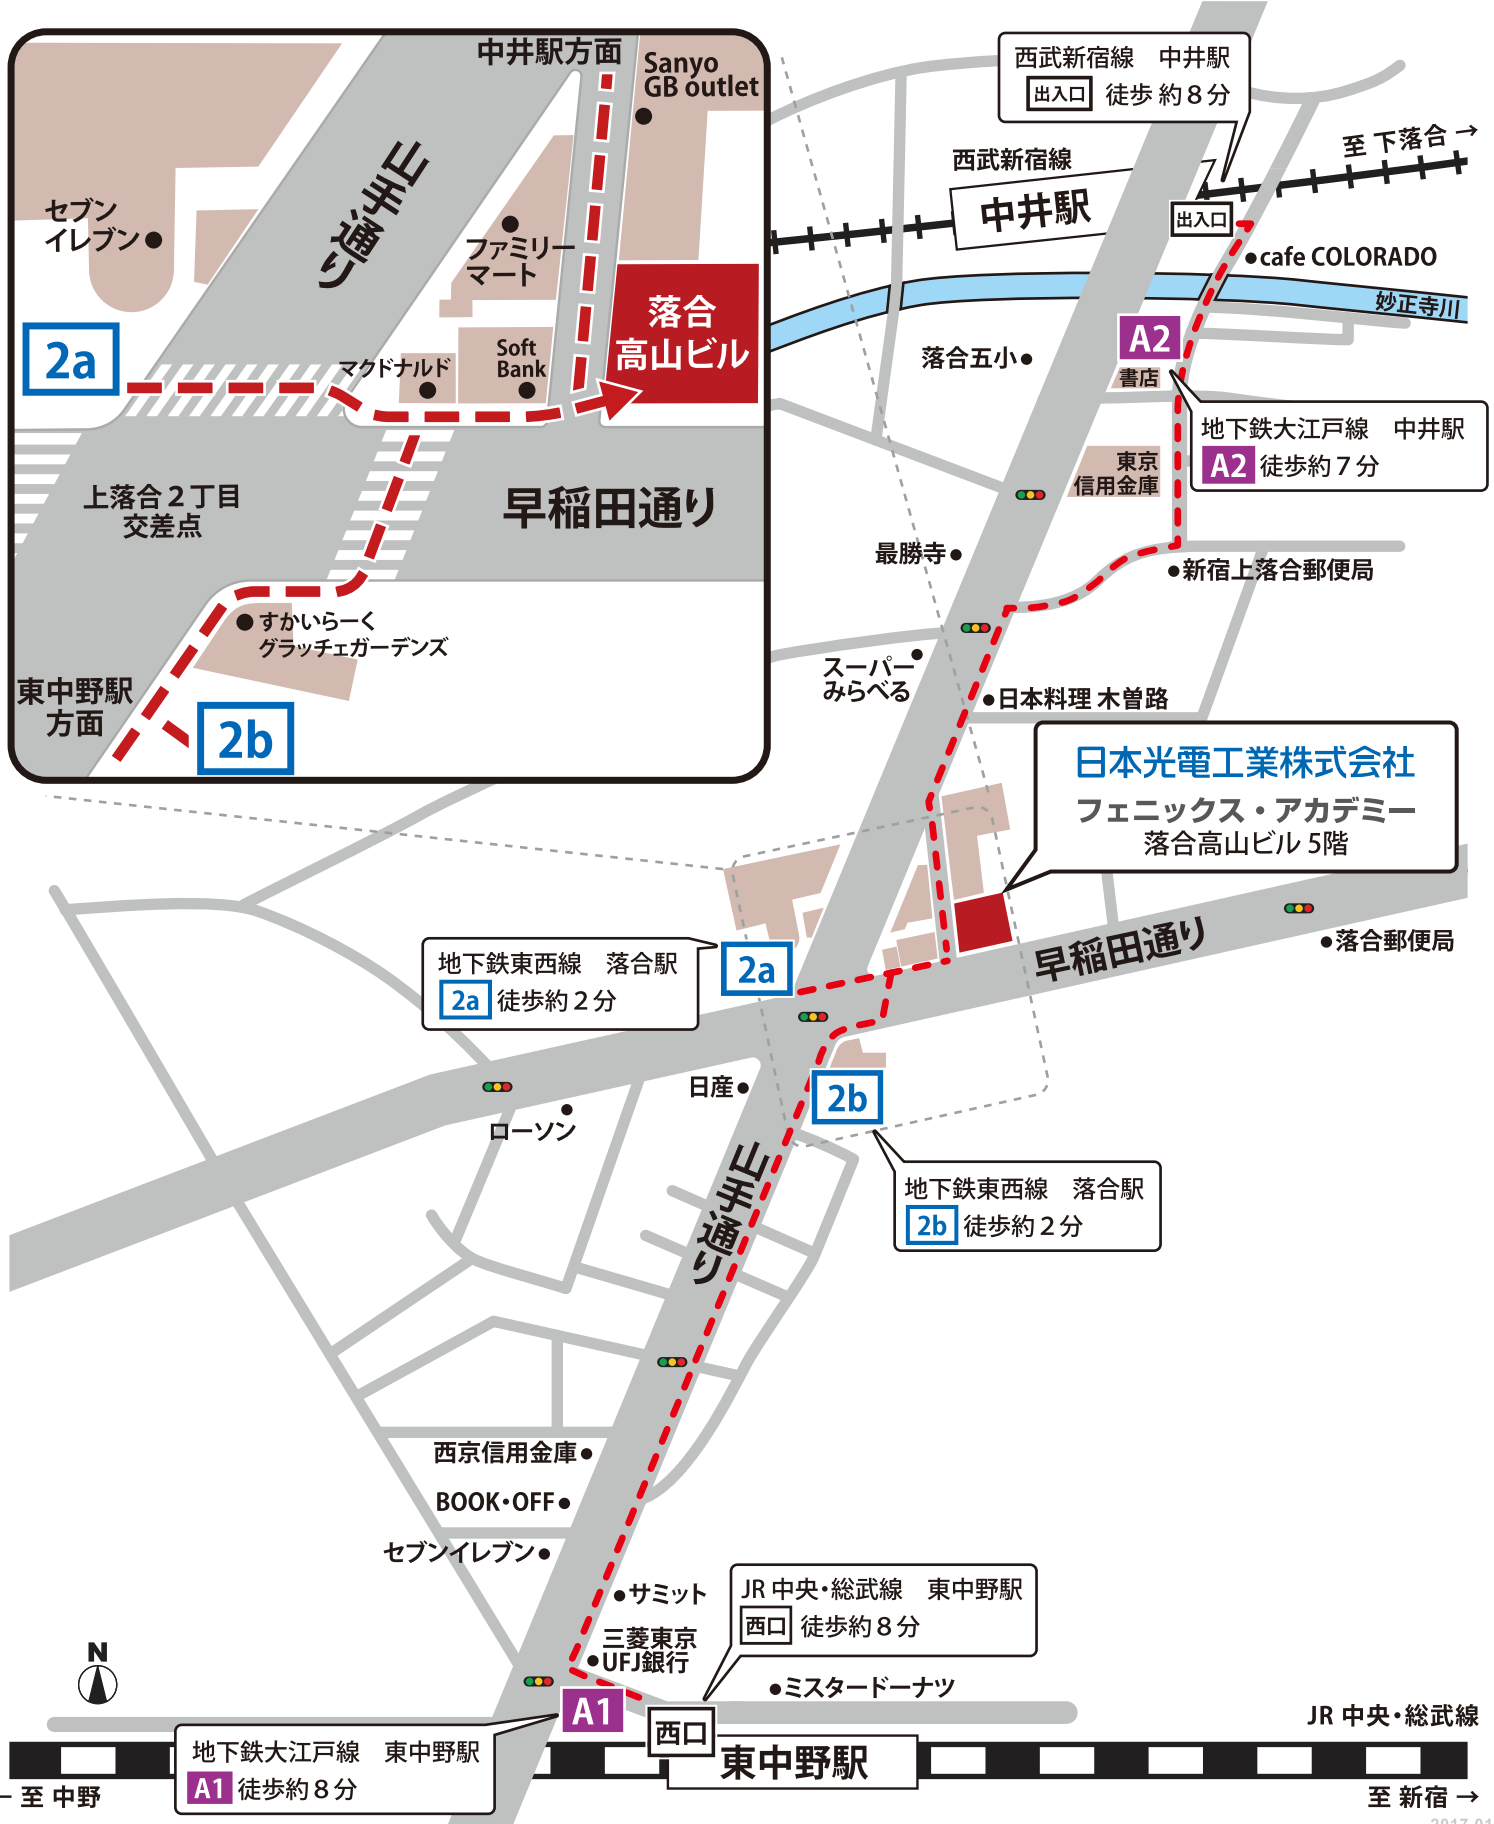 中井駅方面
Sanyo
GB outlet
山手通り
セブン
イレブン
ファミリー
マート
落合
高山ビル
2a
マクドナルド
Soft
Bank
上落合２丁目
交差点
早稲田通り
すかいらーく
グラッチェガーデンズ
東中野駅
方面
2b
西武新宿線　中井駅
出入口 徒歩 約８分
至 下落合 →
西武新宿線
中井駅
出入口
cafe COLORADO
妙正寺川
A2
書店
落合五小
地下鉄大江戸線　中井駅
A2 徒歩約７分
東京
信用金庫
最勝寺
新宿上落合郵便局
スーパー
みらべる
日本料理 木曽路
日本光電工業株式会社
フェニックス・アカデミー
落合高山ビル 5階
早稲田通り
落合郵便局
地下鉄東西線　落合駅
2a 徒歩約２分
2a
日産
2b
ローソン
山手通り
地下鉄東西線　落合駅
2b 徒歩約２分
西京信用金庫
BOOK・OFF
セブンイレブン
サミット
三菱東京
UFJ銀行
JR 中央・総武線　東中野駅
西口 徒歩約８分
ミスタードーナツ
N
A1
西口
東中野駅
JR 中央・総武線
地下鉄大江戸線　東中野駅
A1 徒歩約８分
← 至 中野
至 新宿 →